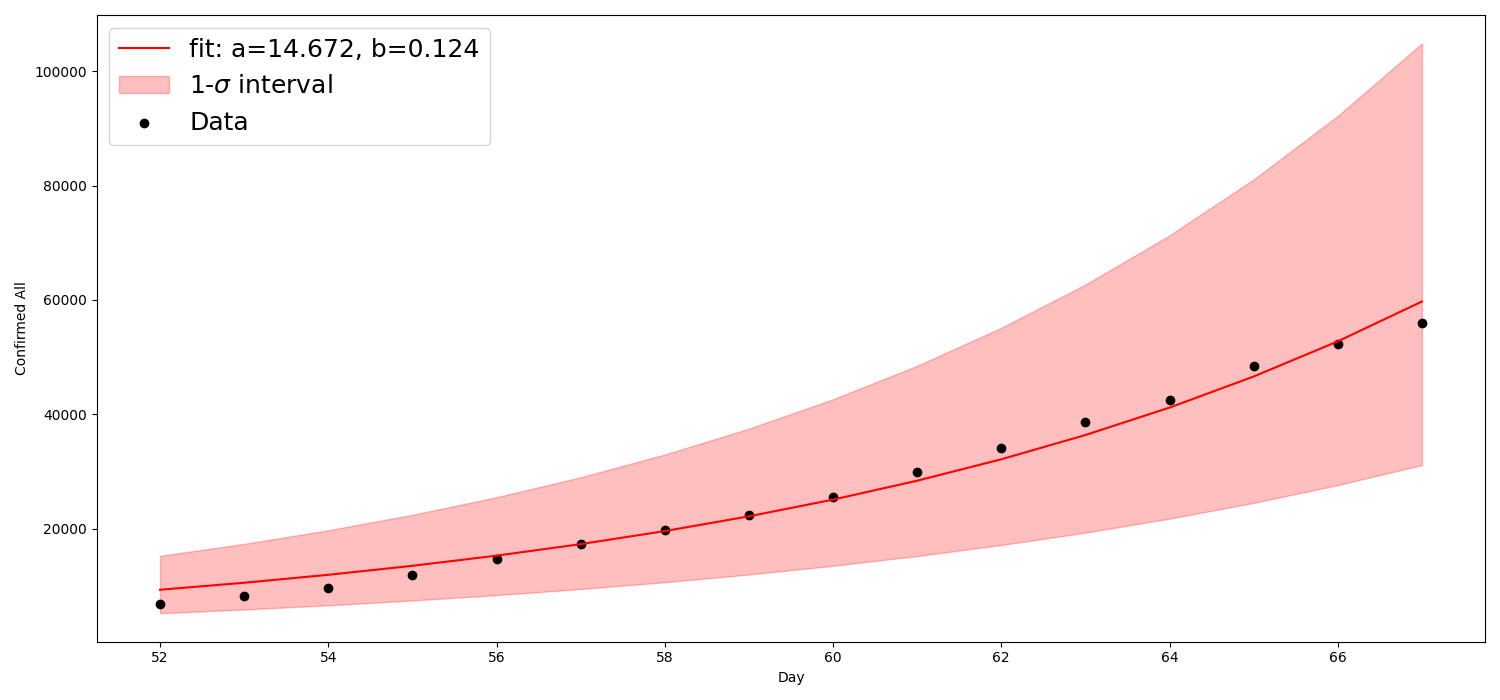 fit: a=14.672, b=0.124
1-σ interval
Data
100000
80000
60000
40000
20000
Confirmed All
52 54 56 58 60 62 64 66
Day